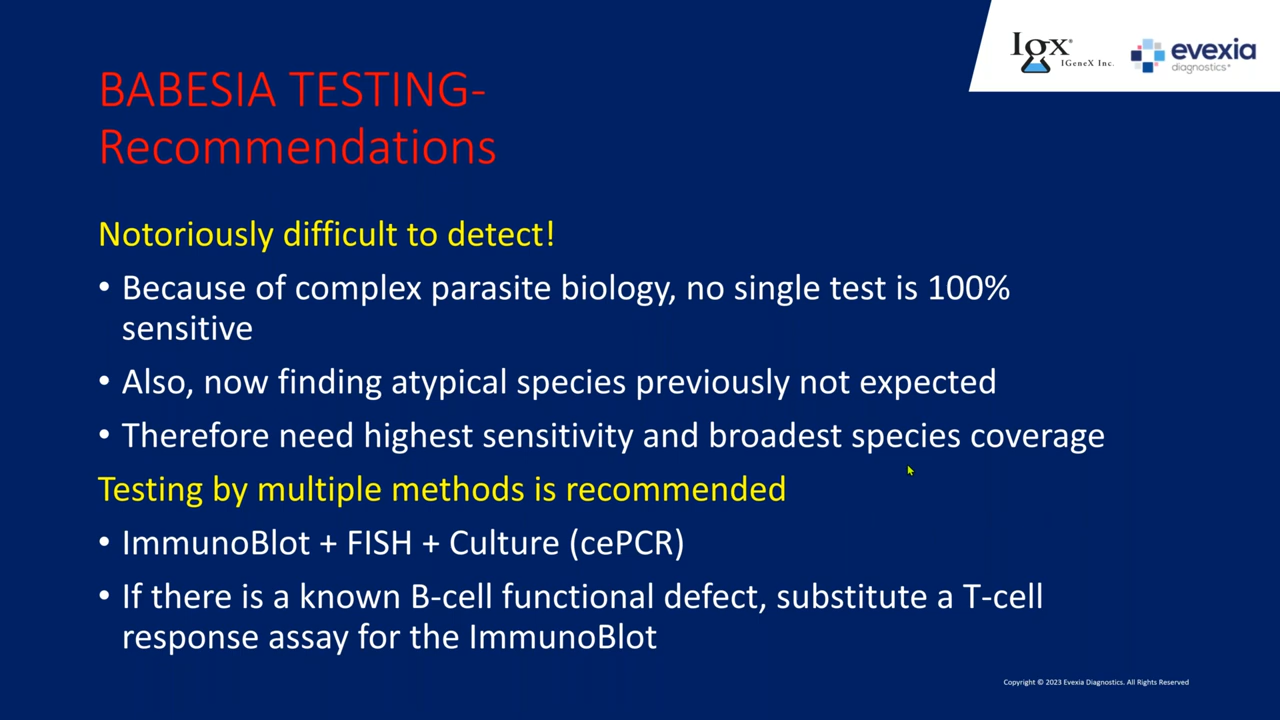 Igx®
IGeneX Inc.
evexia
diagnostics
BABESIA TESTING-
Recommendations
Notoriously difficult to detect!
• Because of complex parasite biology, no single test is 100%
sensitive
• Also, now finding atypical species previously not expected
• Therefore need highest sensitivity and broadest species coverage
Testing by multiple methods is recommended
• ImmunoBlot + FISH + Culture (cePCR)
• If there is a known B-cell functional defect, substitute a T-cell
response assay for the ImmunoBlot
Copyright © 2023 Evexia Diagnostics. All Rights Reserved